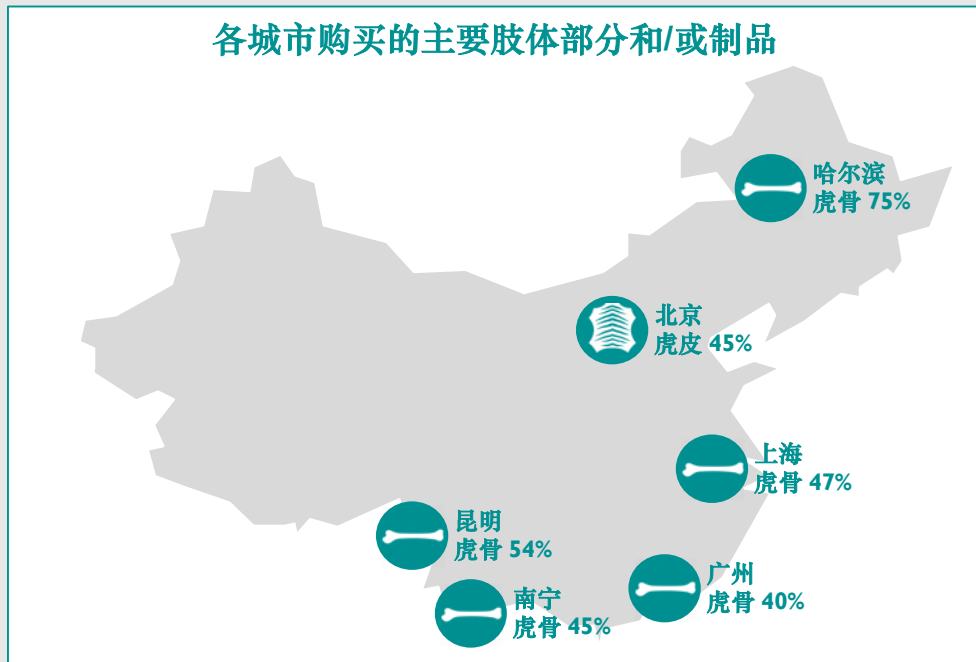 各城市购买的主要肢体部分和/或制品
哈尔滨
虎骨 75%
北京
虎皮 45%
上海
虎骨 47%
昆明
虎骨 54%
广州
虎骨 40%
南宁
虎骨 45%